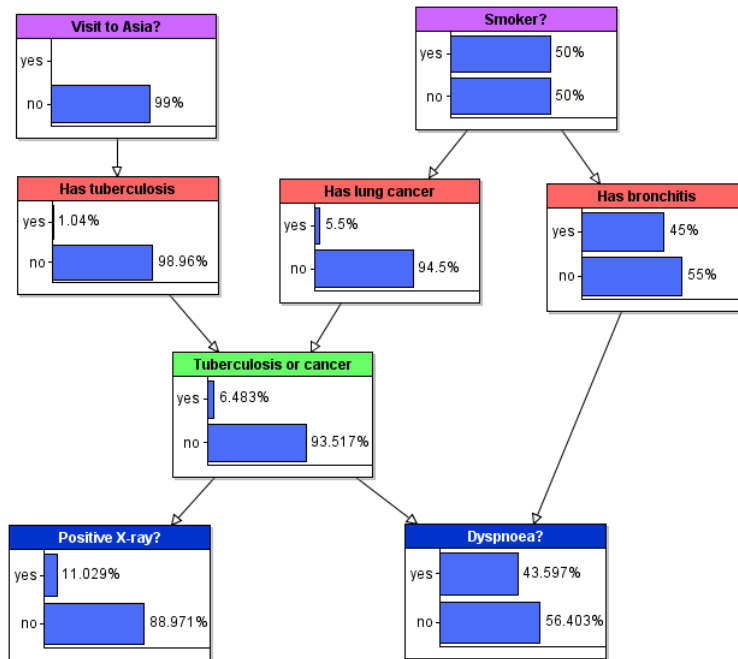 Visit to Asia?
yes
no 99%
Smoker?
yes 50%
no 50%
Has tuberculosis
yes 1.04%
no 98.96%
Has lung cancer
yes 5.5%
no 94.5%
Has bronchitis
yes 45%
no 55%
Tuberculosis or cancer
yes 6.483%
no 93.517%
Positive X-ray?
yes 11.029%
no 88.971%
Dyspnoea?
yes 43.597%
no 56.403%